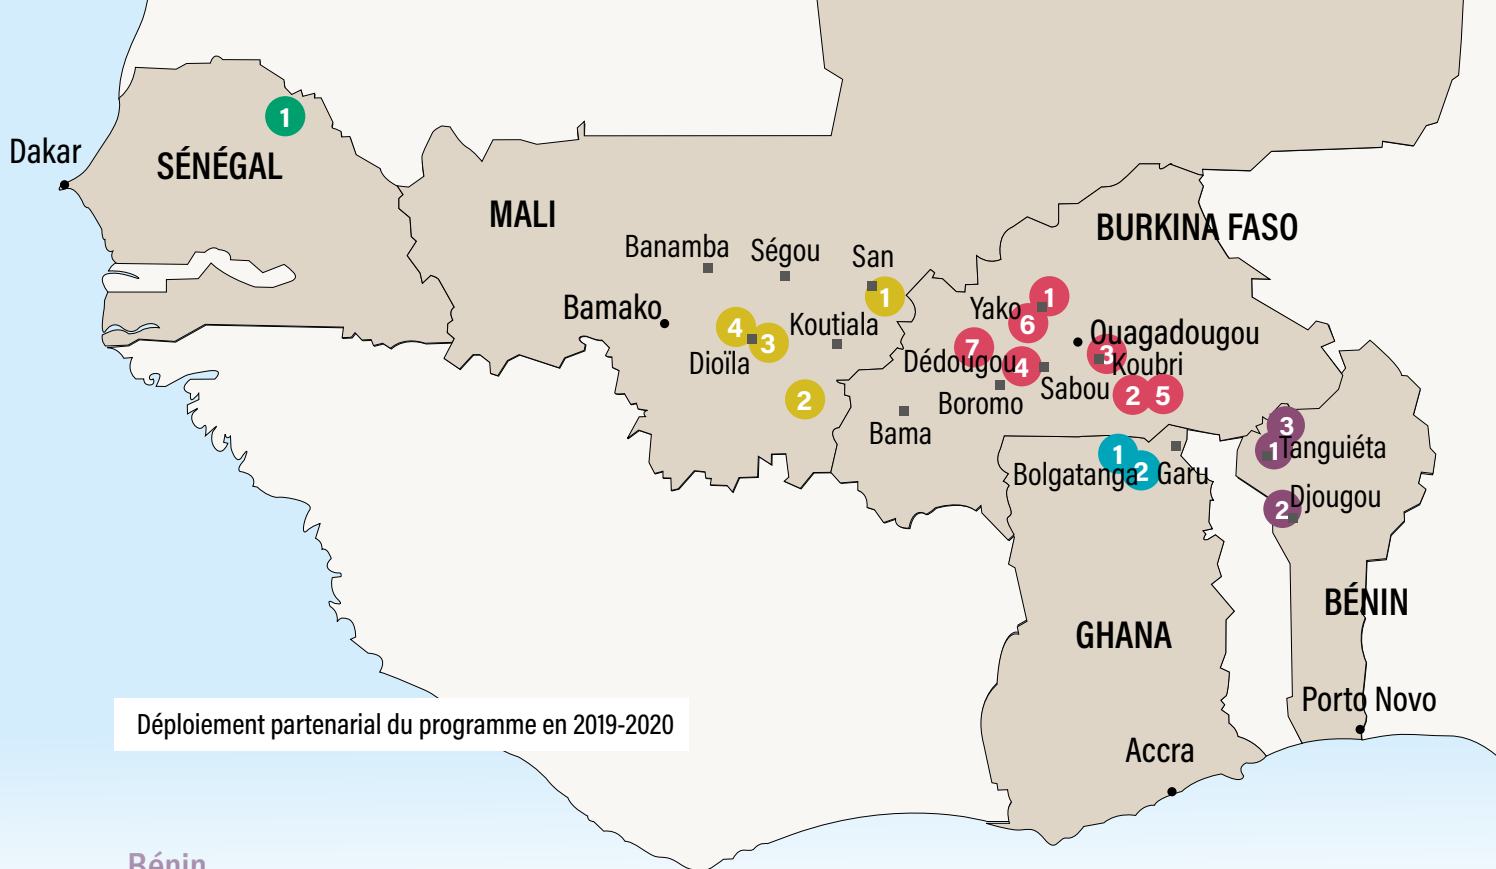 1
Dakar
SÉNÉGAL
MALI
BURKINA FASO
Banamba
Ségou
San
1
Bamako
Yako
1
6
4
3
Koutiala
Ouagadougou
Dioïla
7
Dédougou
4
3
Koubri
2
Boromo
Sabou
2
5
Bama
3
1
Tanguiéta
1
Bolgatanga
2
Garu
2
Djougou
BÉNIN
GHANA
Porto Novo
Déploiement partenarial du programme en 2019-2020
Accra
Bénin